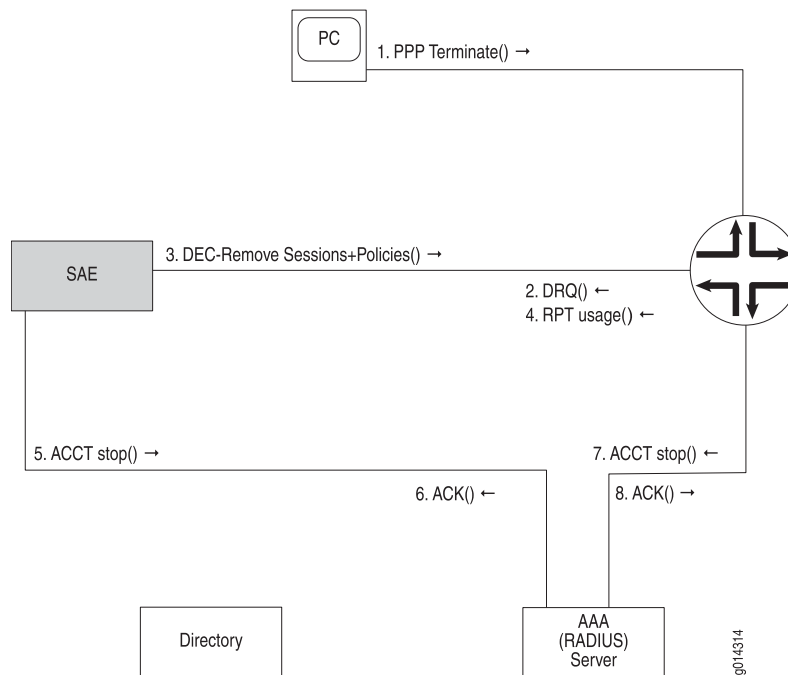 PC
1. PPP Terminate() →
SAE
3. DEC-Remove Sessions+Policies() →
2. DRQ() ←
4. RPT usage() ←
5. ACCT stop() →
7. ACCT stop() ←
6. ACK() ←
8. ACK() →
Directory
AAA
(RADIUS)
Server
g014314